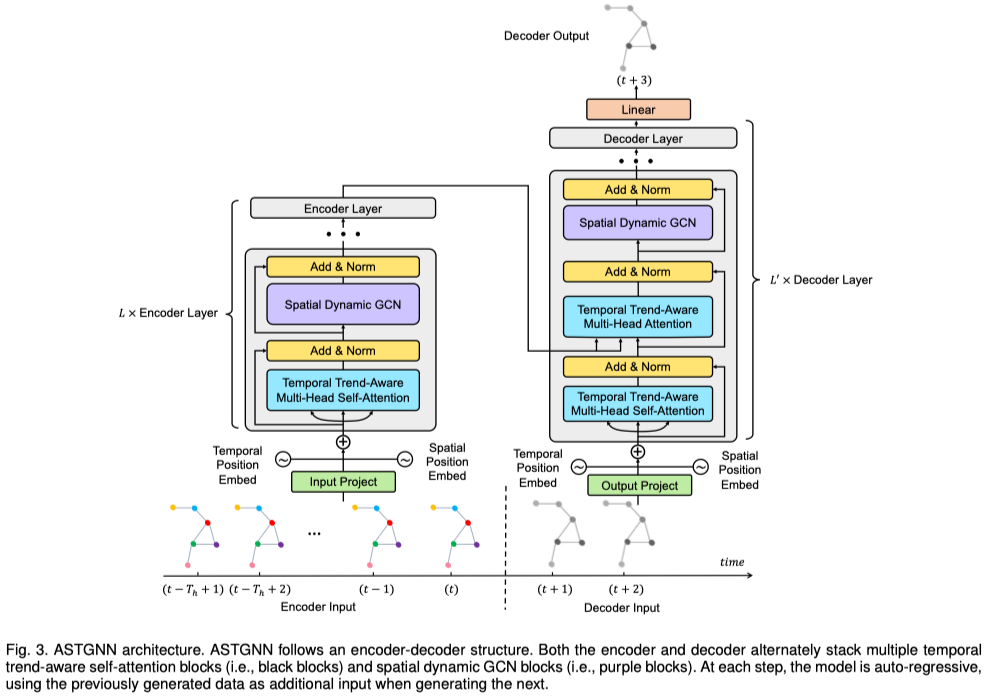 Decoder Output
(t + 3)
Linear
Decoder Layer
• • •
Add & Norm
Spatial Dynamic GCN
Add & Norm
Temporal Trend-Aware
Multi-Head Attention
Add & Norm
Temporal Trend-Aware
Multi-Head Self-Attention
L′ × Decoder Layer
Temporal
Position
Embed
Spatial
Position
Embed
Output Project
Encoder Layer
• • •
Add & Norm
Spatial Dynamic GCN
Add & Norm
Temporal Trend-Aware
Multi-Head Self-Attention
L × Encoder Layer
Temporal
Position
Embed
Spatial
Position
Embed
Input Project
...
time
(t − Tₕ + 1) (t − Tₕ + 2) (t − 1) (t) (t + 1) (t + 2)
Encoder Input Decoder Input
Fig. 3. ASTGNN architecture. ASTGNN follows an encoder-decoder structure. Both the encoder and decoder alternately stack multiple temporal
trend-aware self-attention blocks (i.e., black blocks) and spatial dynamic GCN blocks (i.e., purple blocks). At each step, the model is auto-regressive,
using the previously generated data as additional input when generating the next.